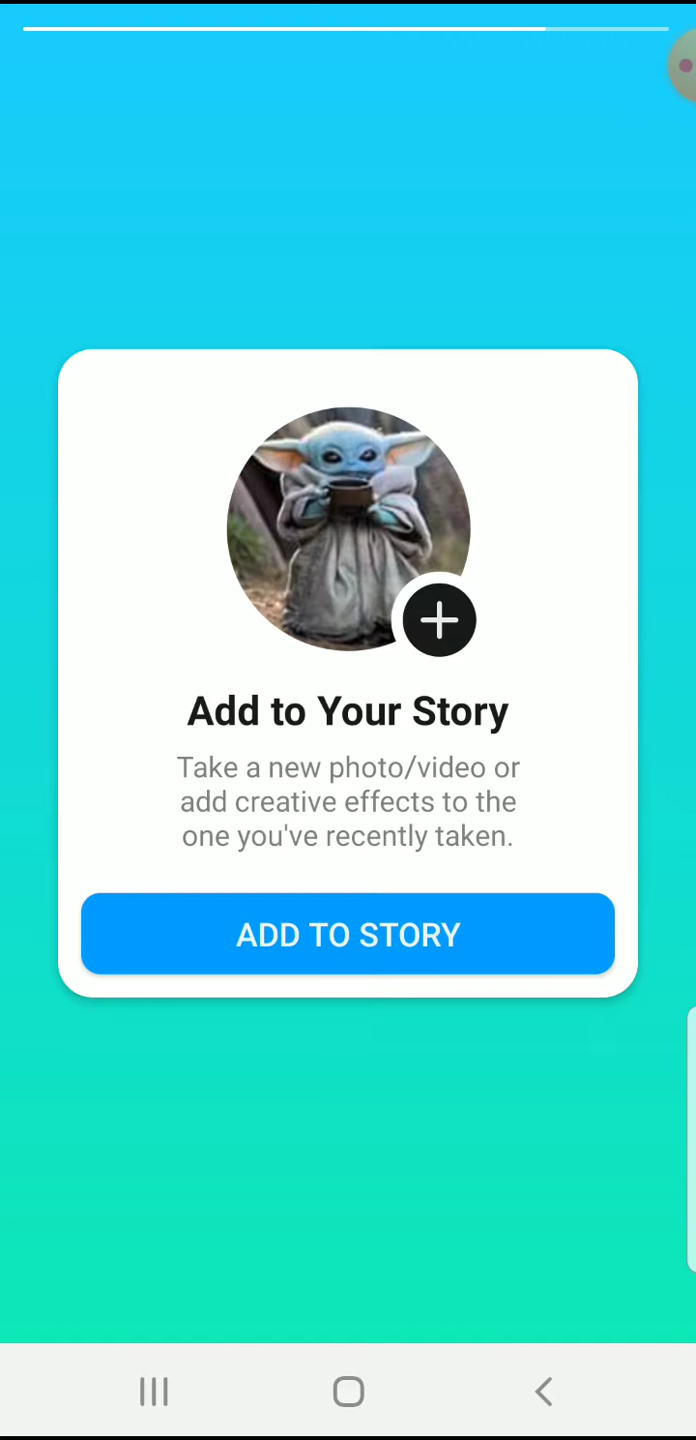 Add to Your Story
Take a new photo/video or
add creative effects to the
one you've recently taken.
ADD TO STORY